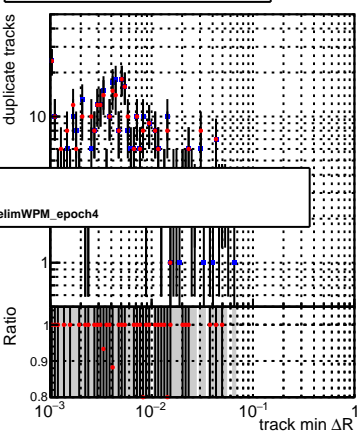 duplicate tracks
10
elimWPM_epoch4
1
Ratio
1
0.9
0.8
10⁻³ 10⁻² 10⁻¹ 1
track min ΔR